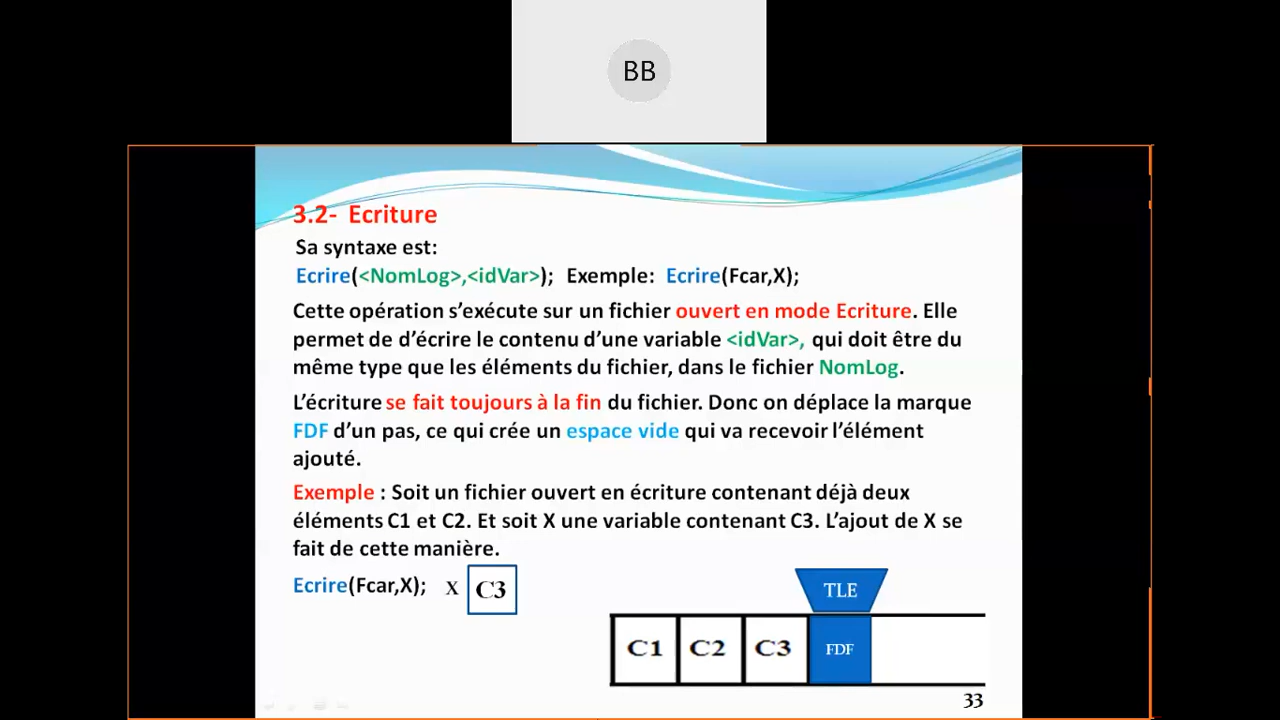 BB
3.2- Ecriture
Sa syntaxe est:
Ecrire(<NomLog>,<idVar>); Exemple: Ecrire(Fcar,X);
Cette opération s’exécute sur un fichier ouvert en mode Ecriture. Elle
permet de d’écrire le contenu d’une variable <idVar>, qui doit être du
même type que les éléments du fichier, dans le fichier NomLog.
L’écriture se fait toujours à la fin du fichier. Donc on déplace la marque
FDF d’un pas, ce qui crée un espace vide qui va recevoir l’élément
ajouté.
Exemple : Soit un fichier ouvert en écriture contenant déjà deux
éléments C1 et C2. Et soit X une variable contenant C3. L’ajout de X se
fait de cette manière.
Ecrire(Fcar,X); X C3
TLE
C1 C2 C3 FDF
33